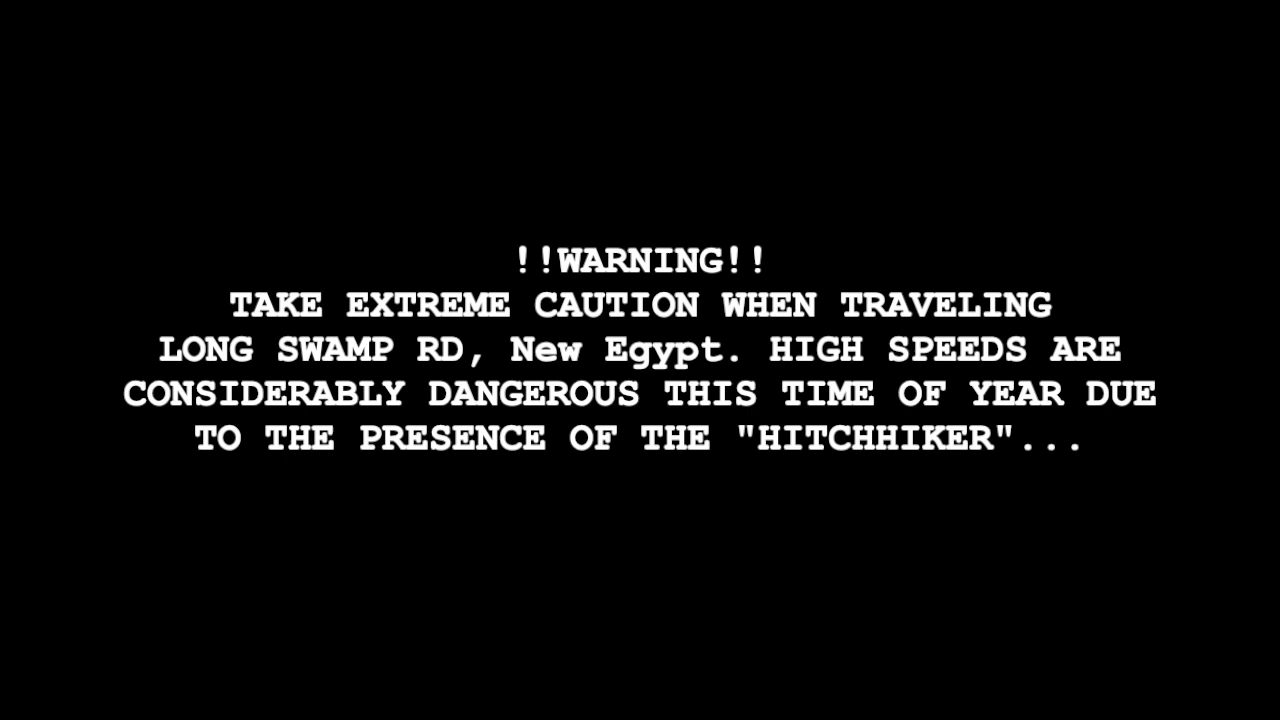 !!WARNING!!
TAKE EXTREME CAUTION WHEN TRAVELING
LONG SWAMP RD, New Egypt. HIGH SPEEDS ARE
CONSIDERABLY DANGEROUS THIS TIME OF YEAR DUE
TO THE PRESENCE OF THE "HITCHHIKER"...